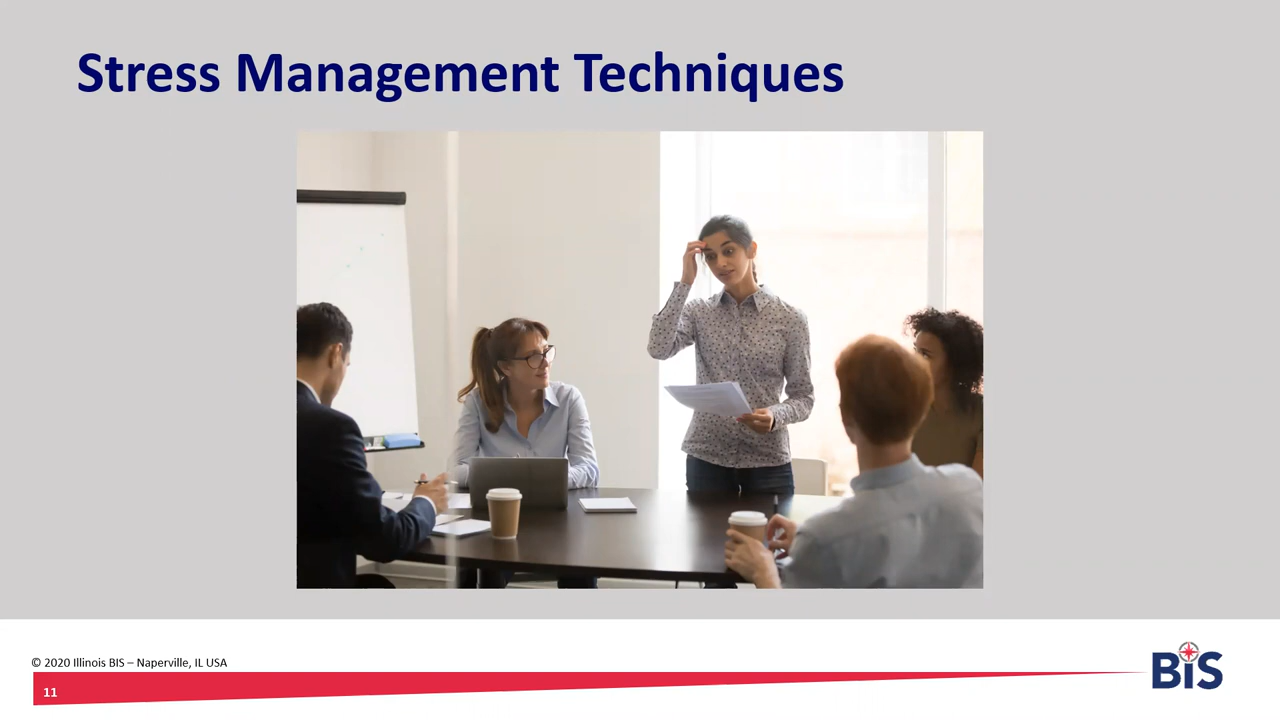 Stress Management Techniques
© 2020 Illinois BIS – Naperville, IL USA
11
BiS